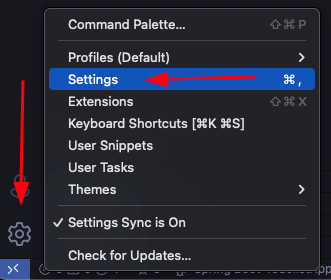 Command Palette... ⇧⌘P
Profiles (Default)
Settings ⌘,
Extensions ⇧⌘X
Keyboard Shortcuts [⌘K ⌘S]
User Snippets
User Tasks
Themes
✓ Settings Sync is On
Check for Updates...